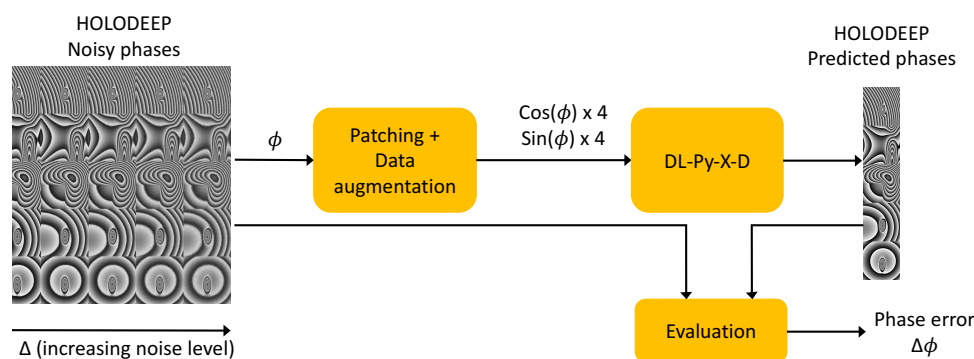 HOLODEEP
Noisy phases
ϕ
Patching +
Data
augmentation
Cos(ϕ) x 4
Sin(ϕ) x 4
DL-Py-X-D
HOLODEEP
Predicted phases
Evaluation
Phase error
Δϕ
Δ (increasing noise level)